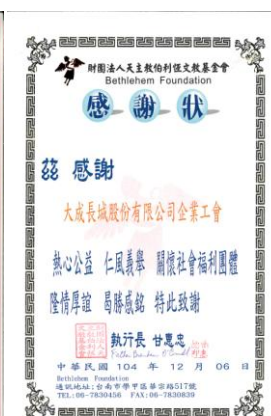 財團法人天主教伯利恆文教基金會
Bethlehem Foundation
感謝狀
茲 感謝
大成長城股份有限公司企業工會
熱心公益 仁風義舉 關懷社會福利團體
隆情厚誼 曷勝感銘 特此致謝
執行長 甘惠忠
中華民國 104 年 12 月 06 日
Bethlehem Foundation
通訊地址:台南市學甲區華宗路517號
TEL:06-7830456 FAX:06-7830839